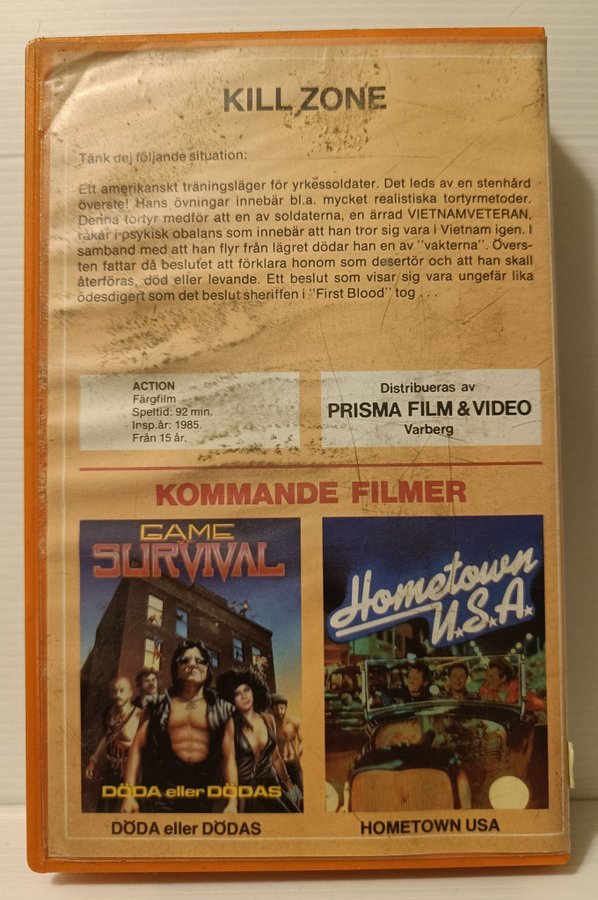 KILL ZONE
Tänk dej följande situation:
Ett amerikanskt träningsläger för yrkessoldater. Det leds av en stenhård
överste! Hans övningar innebär bl.a. mycket realistiska tortyrmetoder.
Denna tortyr medför att en av soldaterna, en ärrad VIETNAMVETERAN,
råkar i psykisk obalans som innebär att han tror sig vara i Vietnam igen. I
samband med att han flyr från lägret dödar han en av "vakterna". Övers-
ten fattar då beslutet att förklara honom som desertör och att han skall
återföras, död eller levande. Ett beslut som visar sig vara ungefär lika
ödesdigert som det beslut sheriffen i "First Blood" tog . . .
ACTION
Färgfilm
Speltid: 92 min.
Insp.år: 1985.
Från 15 år.
Distribueras av
PRISMA FILM & VIDEO
Varberg
KOMMANDE FILMER
GAME
SURVIVAL
DÖDA eller DÖDAS
DÖDA eller DÖDAS
Hometown
U.S.A.
HOMETOWN USA